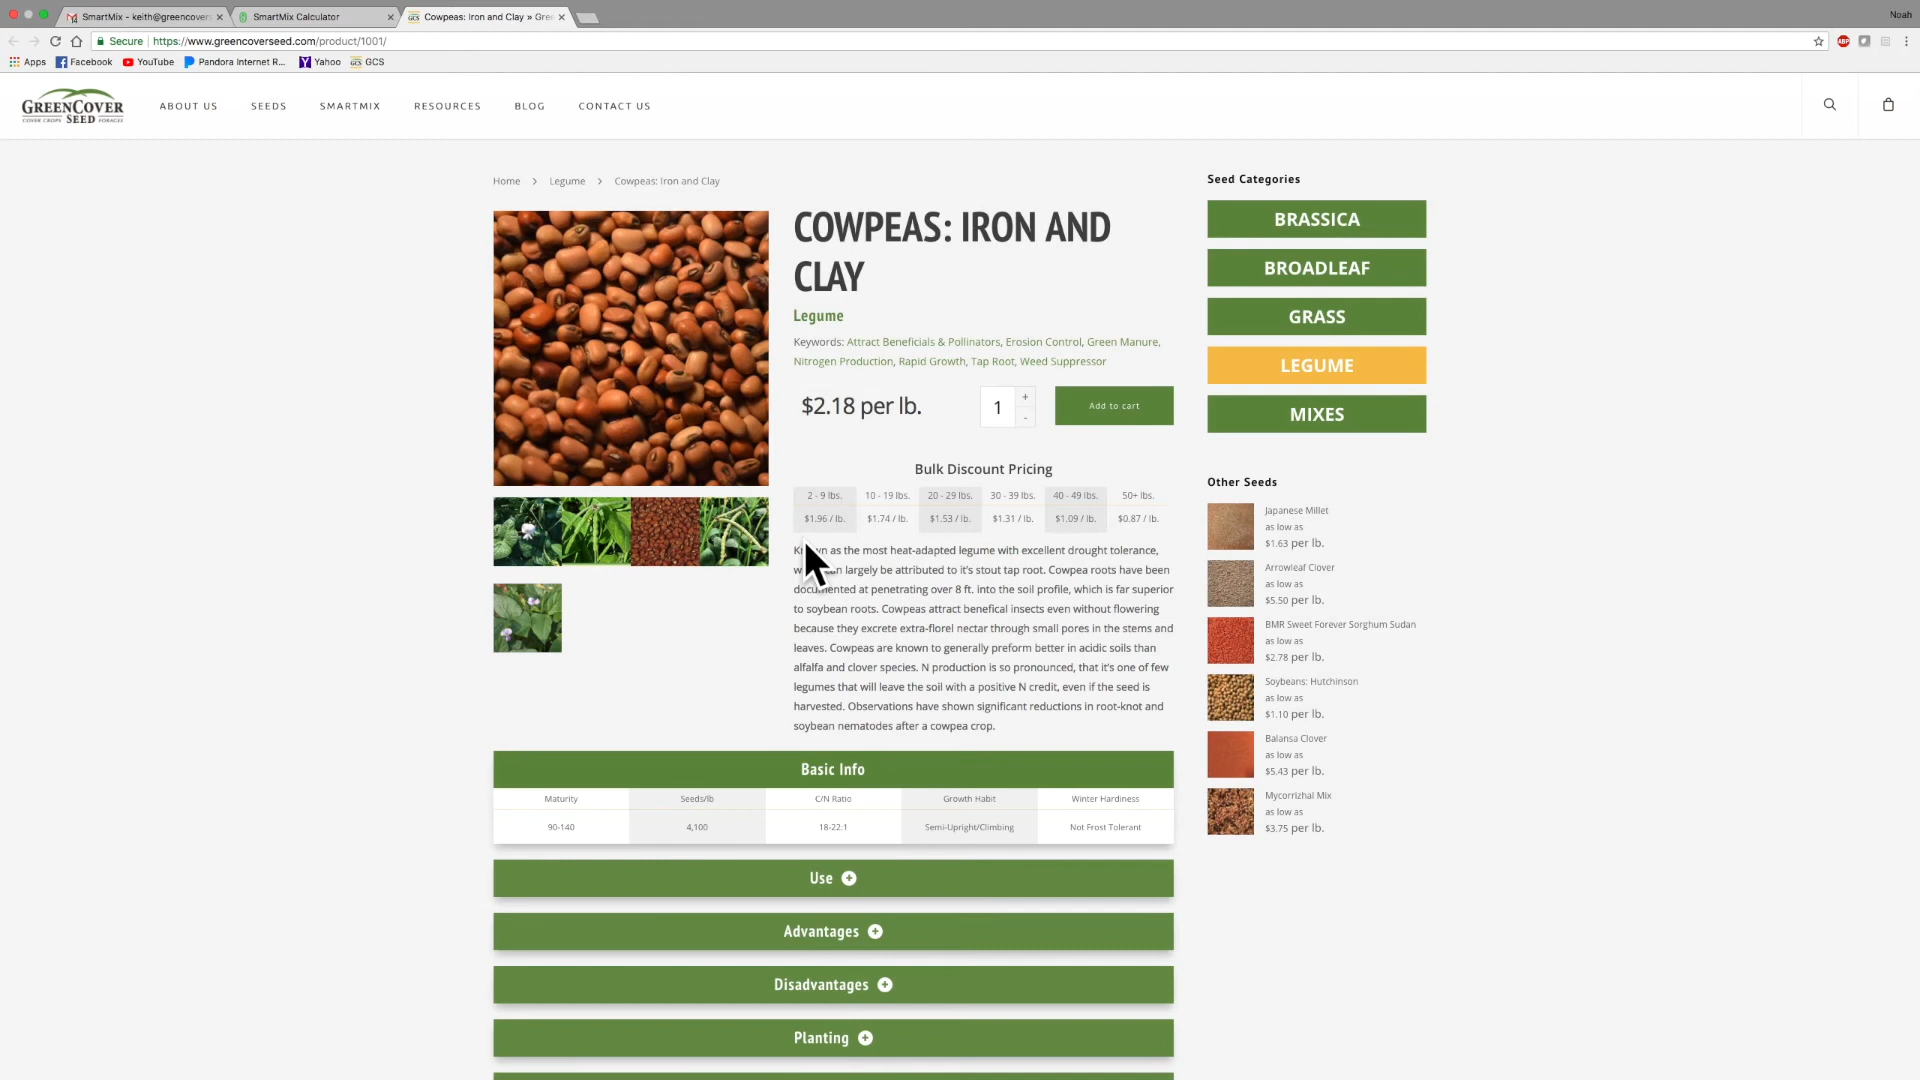 SmartMix - keith@greencovers
SmartMix Calculator
Cowpeas: Iron and Clay » Gre
Noah
Secure
https://www.greencoverseed.com/product/1001/
ABP
Apps
Facebook
YouTube
Pandora Internet R...
Yahoo
GCS
GREENCOVER
COVER CROPS SEED FORAGES
ABOUT US
SEEDS
SMARTMIX
RESOURCES
BLOG
CONTACT US
Home > Legume > Cowpeas: Iron and Clay
COWPEAS: IRON AND
CLAY
Legume
Keywords: Attract Beneficials & Pollinators, Erosion Control, Green Manure,
Nitrogen Production, Rapid Growth, Tap Root, Weed Suppressor
$2.18 per lb.
1
+
-
Add to cart
Bulk Discount Pricing
2 - 9 lbs. 10 - 19 lbs. 20 - 29 lbs. 30 - 39 lbs. 40 - 49 lbs. 50+ lbs.
$1.96 / lb. $1.74 / lb. $1.53 / lb. $1.31 / lb. $1.09 / lb. $0.87 / lb.
as the most heat-adapted legume with excellent drought tolerance,
largely be attributed to it's stout tap root. Cowpea roots have been
documented at penetrating over 8 ft. into the soil profile, which is far superior
to soybean roots. Cowpeas attract benefical insects even without flowering
because they excrete extra-florel nectar through small pores in the stems and
leaves. Cowpeas are known to generally preform better in acidic soils than
alfalfa and clover species. N production is so pronounced, that it's one of few
legumes that will leave the soil with a positive N credit, even if the seed is
harvested. Observations have shown significant reductions in root-knot and
soybean nematodes after a cowpea crop.
Basic Info
Maturity Seeds/lb C/N Ratio Growth Habit Winter Hardiness
90-140 4,100 18-22:1 Semi-Upright/Climbing Not Frost Tolerant
Use
Advantages
Disadvantages
Planting
Seed Categories
BRASSICA
BROADLEAF
GRASS
LEGUME
MIXES
Other Seeds
Japanese Millet
as low as
$1.63 per lb.
Arrowleaf Clover
as low as
$5.50 per lb.
BMR Sweet Forever Sorghum Sudan
as low as
$2.78 per lb.
Soybeans: Hutchinson
as low as
$1.10 per lb.
Balansa Clover
as low as
$5.43 per lb.
Mycorrizhal Mix
as low as
$3.75 per lb.